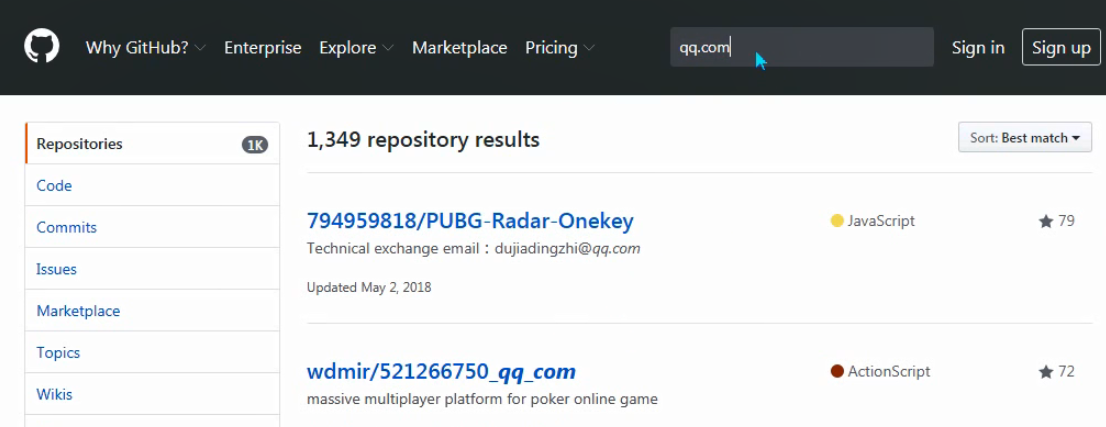 Why GitHub? Enterprise Explore Marketplace Pricing qq.com Sign in Sign up
Repositories 1K
Code
Commits
Issues
Marketplace
Topics
Wikis
1,349 repository results Sort: Best match
794959818/PUBG-Radar-Onekey JavaScript 79
Technical exchange email：dujiadingzhi@qq.com
Updated May 2, 2018
wdmir/521266750_qq_com ActionScript 72
massive multiplayer platform for poker online game